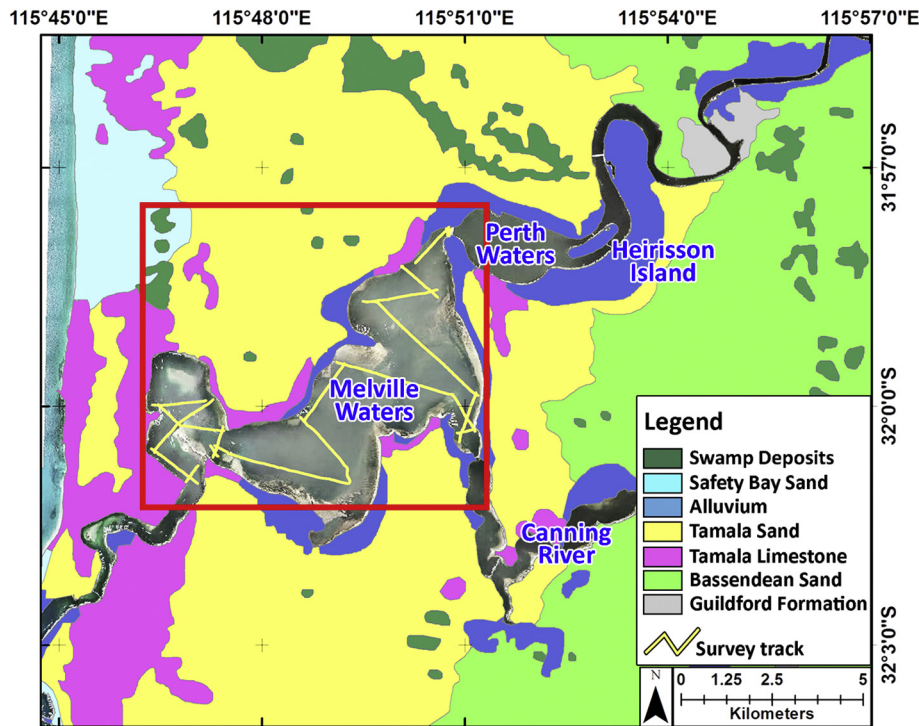 115°45'0"E
115°48'0"E
115°51'0"E
115°54'0"E
115°57'0"E
31°57'0"S
32°0'0"S
32°3'0"S
Perth
Waters
Heirisson
Island
Melville
Waters
Canning
River
Legend
Swamp Deposits
Safety Bay Sand
Alluvium
Tamala Sand
Tamala Limestone
Bassendean Sand
Guildford Formation
Survey track
N
0 1.25 2.5 5
Kilometers